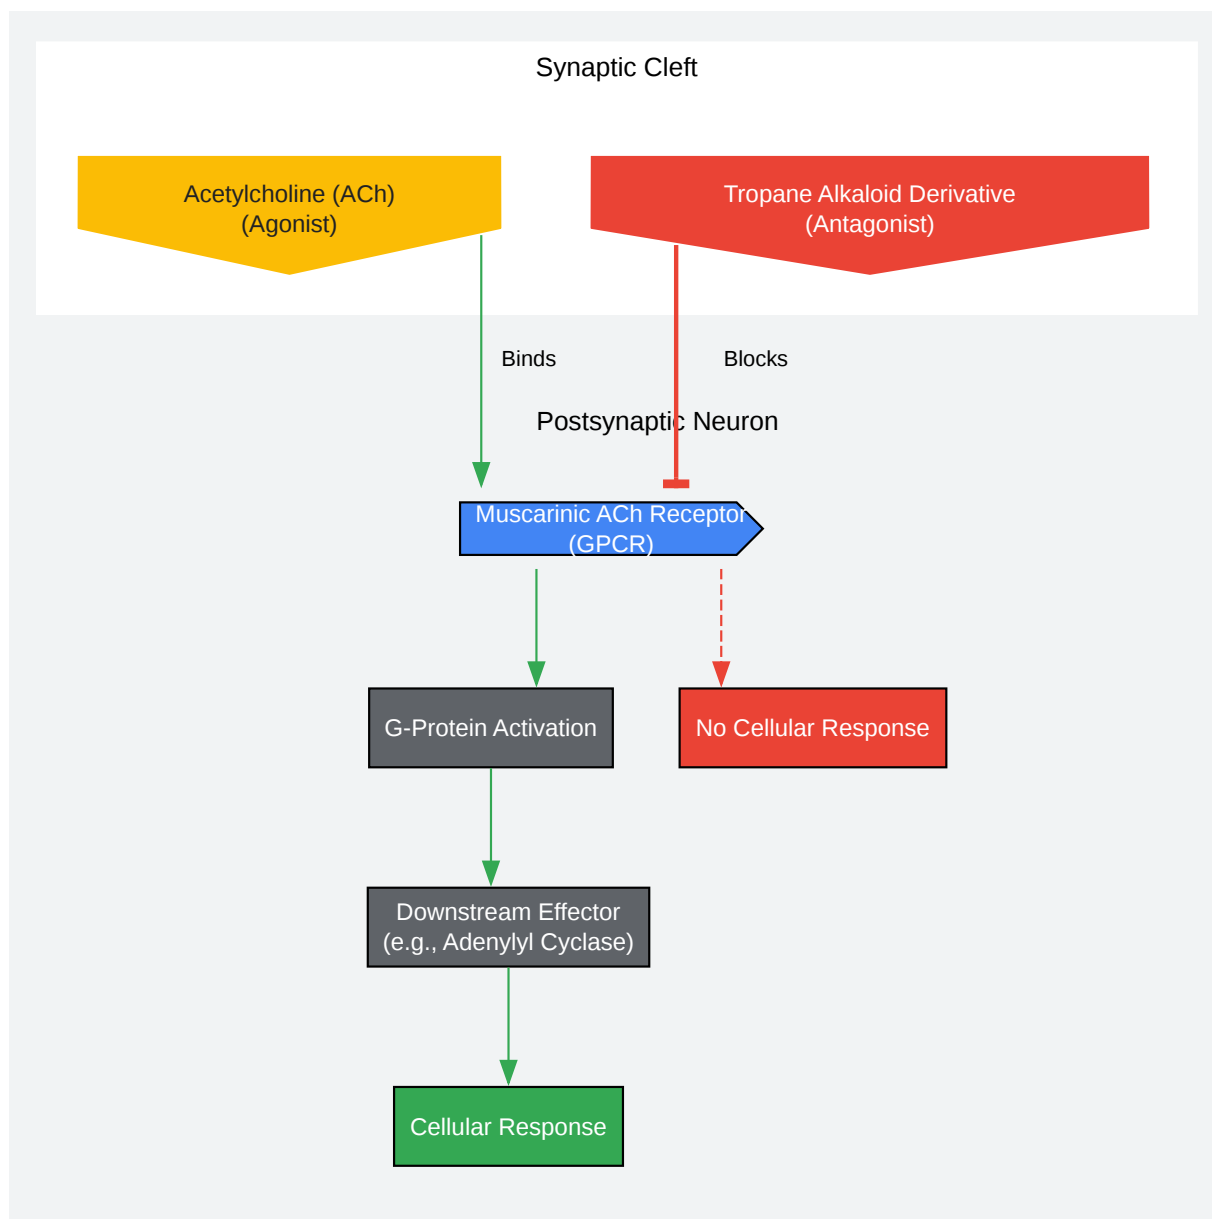 Synaptic Cleft
Acetylcholine (ACh)
(Agonist)
Tropane Alkaloid Derivative
(Antagonist)
Binds
Blocks
Postsynaptic Neuron
Muscarinic ACh Receptor
(GPCR)
G-Protein Activation
No Cellular Response
Downstream Effector
(e.g., Adenylyl Cyclase)
Cellular Response